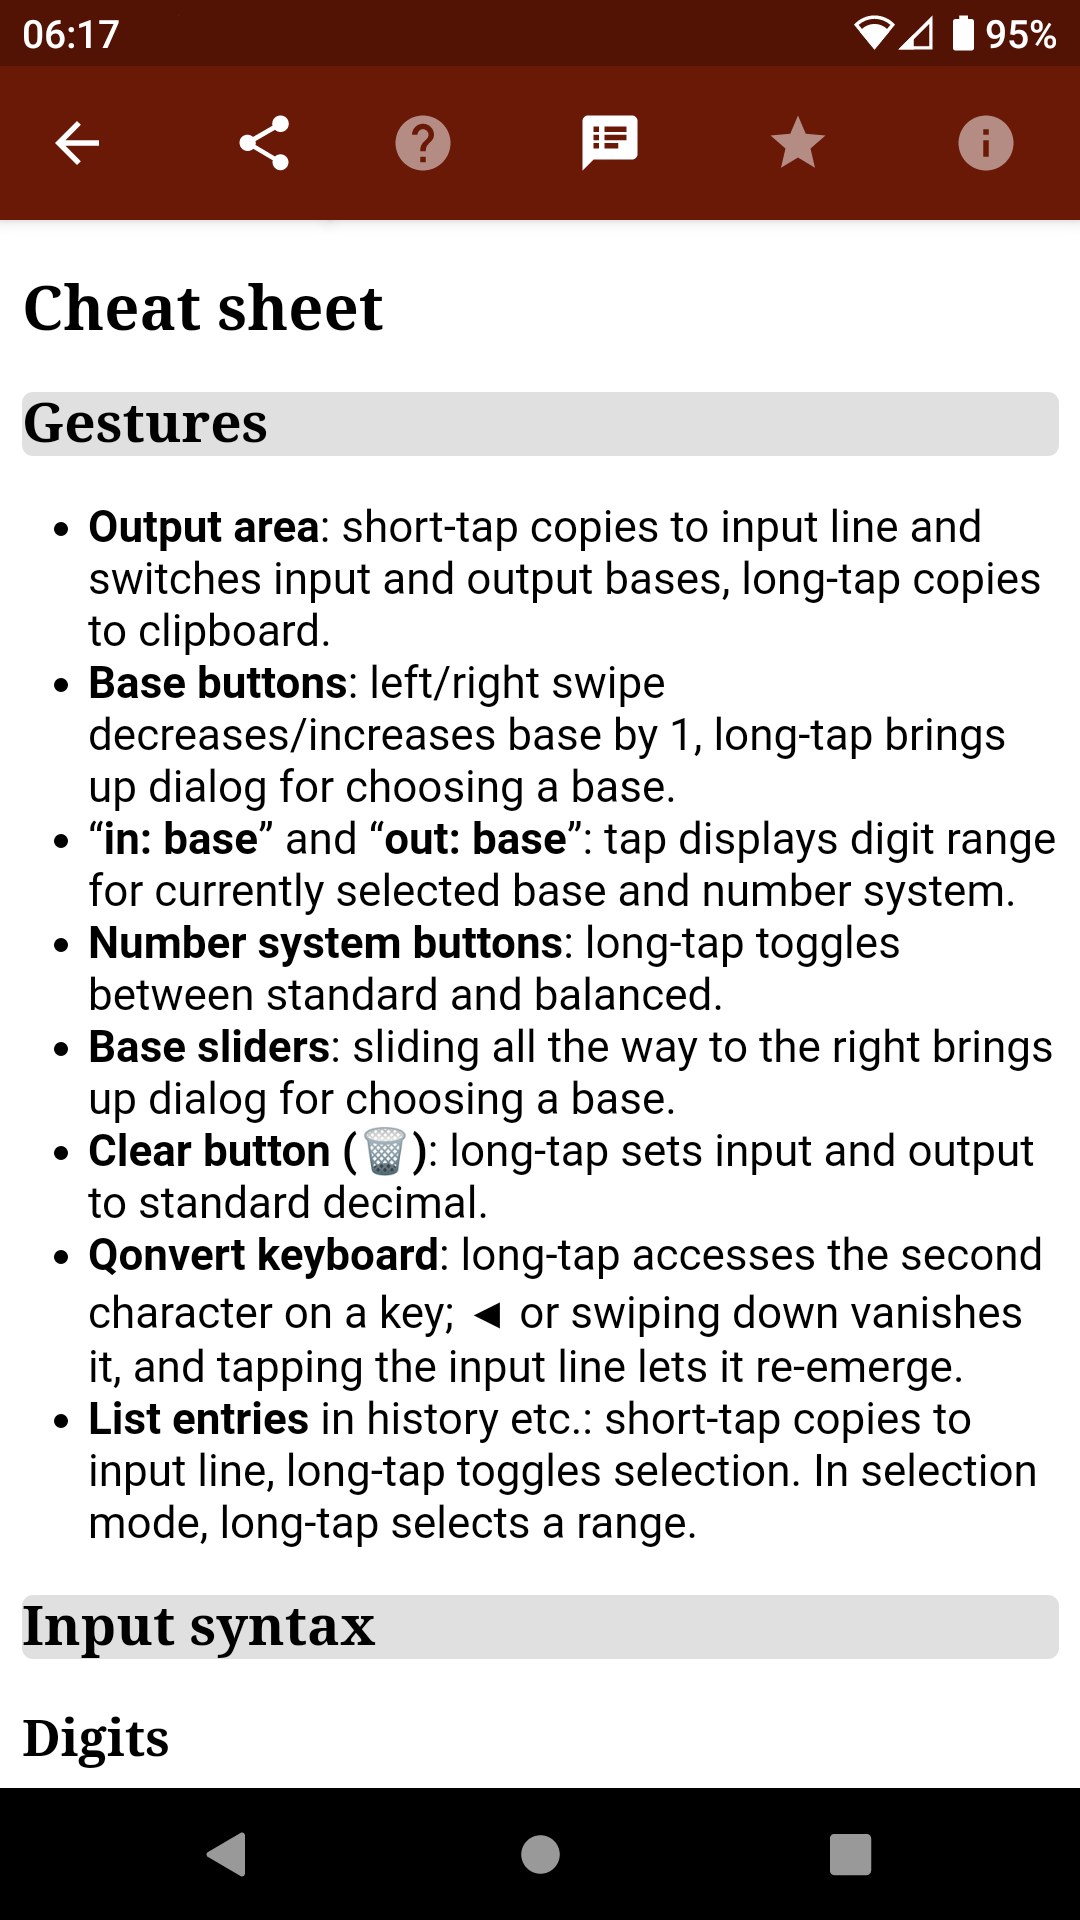 06:17
95%
Cheat sheet
Gestures
• Output area: short-tap copies to input line and
switches input and output bases, long-tap copies
to clipboard.
• Base buttons: left/right swipe
decreases/increases base by 1, long-tap brings
up dialog for choosing a base.
• “in: base” and “out: base”: tap displays digit range
for currently selected base and number system.
• Number system buttons: long-tap toggles
between standard and balanced.
• Base sliders: sliding all the way to the right brings
up dialog for choosing a base.
• Clear button (🗑️): long-tap sets input and output
to standard decimal.
• Qonvert keyboard: long-tap accesses the second
character on a key; ◄ or swiping down vanishes
it, and tapping the input line lets it re-emerge.
• List entries in history etc.: short-tap copies to
input line, long-tap toggles selection. In selection
mode, long-tap selects a range.
Input syntax
Digits